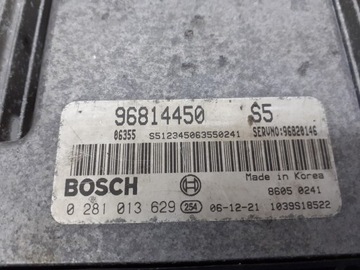 96814450 S5
06355 S512345063550241 SERVNO:96820146
BOSCH Made in Korea
8605 0241
0 281 013 629 254 06-12-21 1039S18522